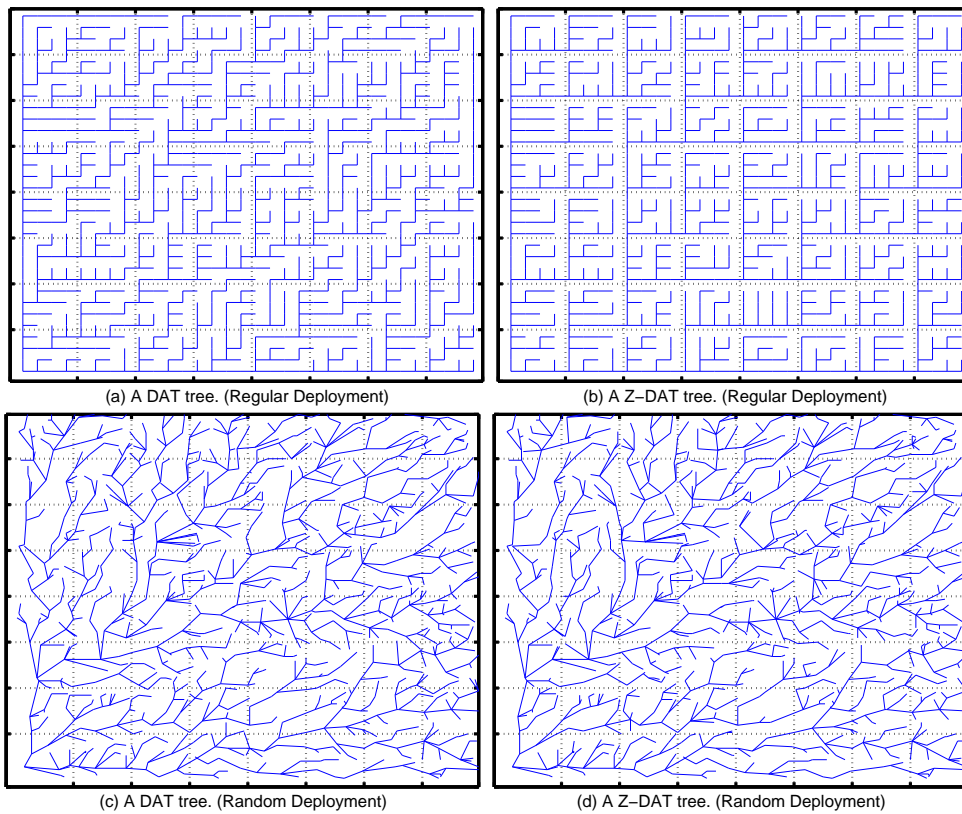 (a) A DAT tree. (Regular Deployment)
(b) A Z−DAT tree. (Regular Deployment)
(c) A DAT tree. (Random Deployment)
(d) A Z−DAT tree. (Random Deployment)